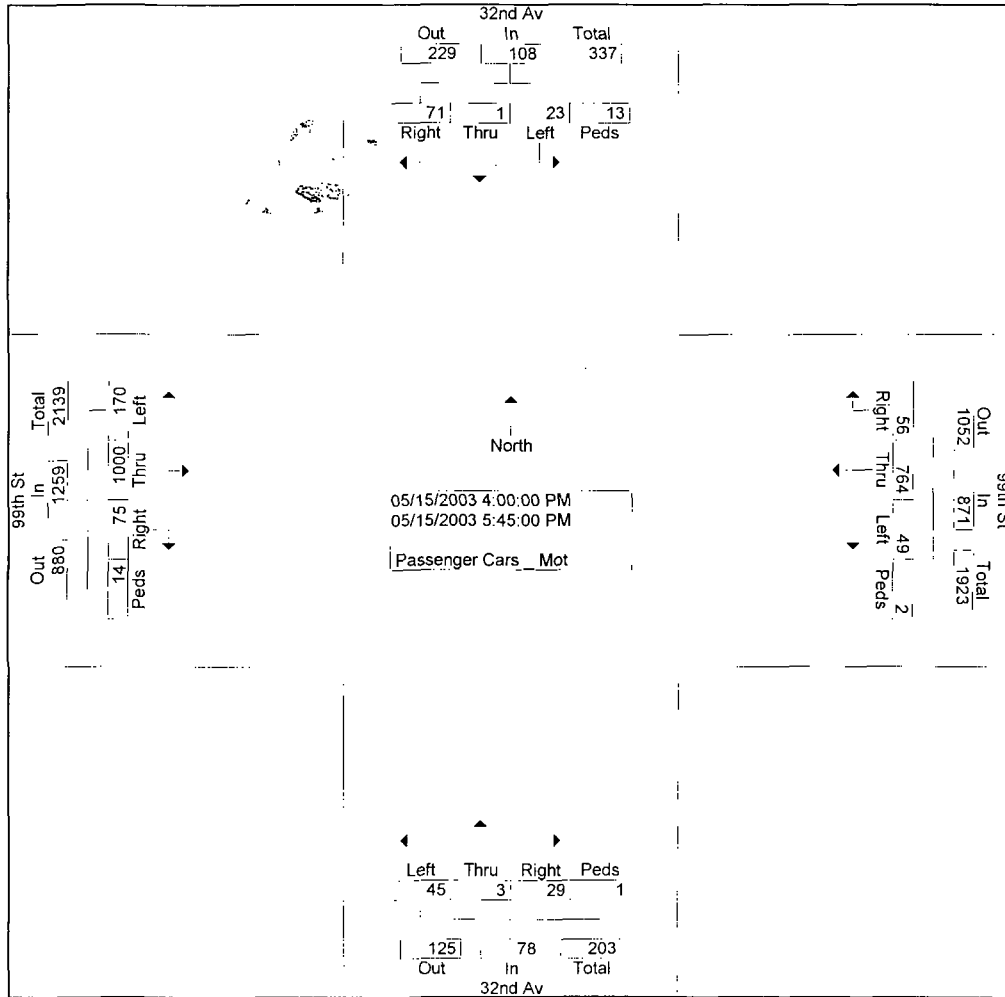 32nd Av
Out In Total
229 108 337
71 1 23 13
Right Thru Left Peds
99th St
Total In Out
2139 1259 880
170 1000 75 14
Left Thru Right Peds
North
05/15/2003 4:00:00 PM
05/15/2003 5:45:00 PM
Passenger Cars _ Mot
99th St
Out In Total
1052 871 1923
56 764 49 2
Right Thru Left Peds
Left Thru Right Peds
45 3 29 1
125 78 203
Out In Total
32nd Av